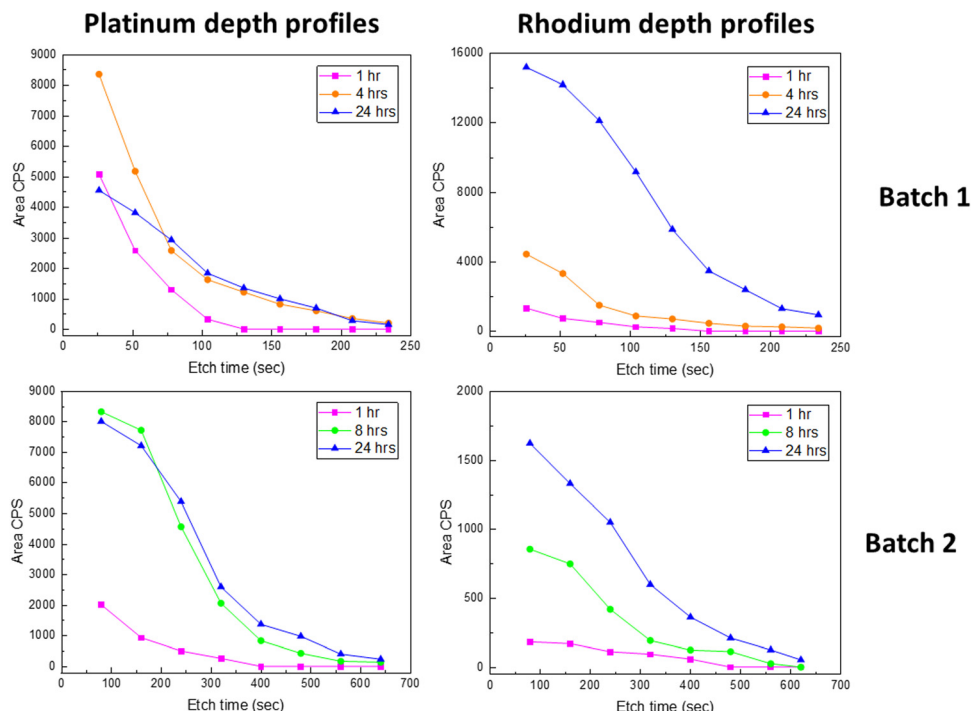 Platinum depth profiles
Rhodium depth profiles
9000
8000
7000
6000
5000
4000
3000
2000
1000
0
Area CPS
1 hr
4 hrs
24 hrs
0 50 100 150 200 250
Etch time (sec)
16000
12000
8000
4000
0
Area CPS
1 hr
4 hrs
24 hrs
0 50 100 150 200 250
Etch time (sec)
Batch 1
9000
8000
7000
6000
5000
4000
3000
2000
1000
0
Area CPS
1 hr
8 hrs
24 hrs
0 100 200 300 400 500 600 700
Etch time (sec)
2000
1500
1000
500
0
Area CPS
1 hr
8 hrs
24 hrs
0 100 200 300 400 500 600 700
Etch time (sec)
Batch 2